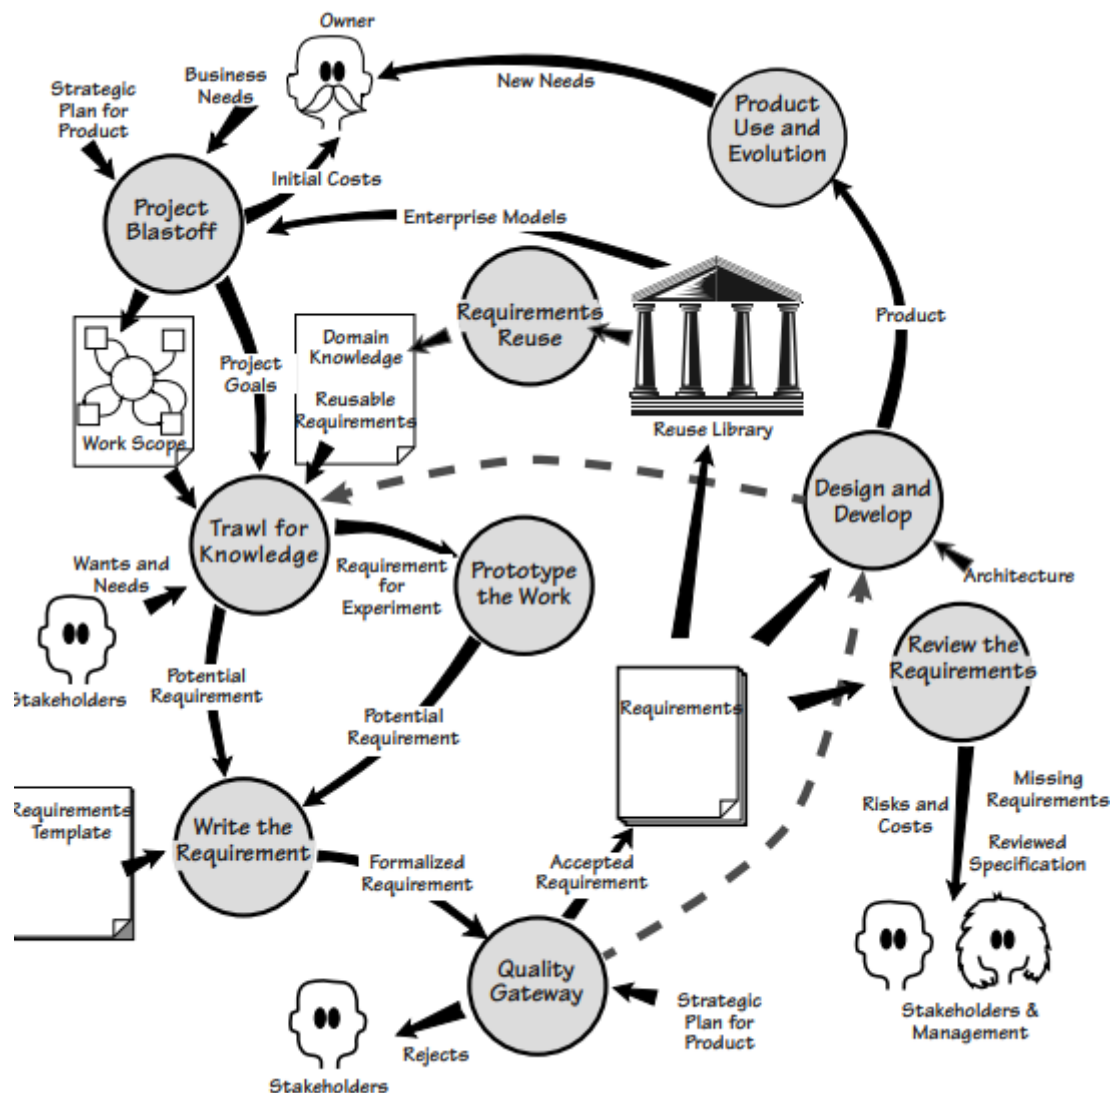 Owner
Strategic
Plan for
Product
Business
Needs
New Needs
Product
Use and
Evolution
Initial Costs
Project
Blastoff
Enterprise Models
Requirements
Reuse
Domain
Knowledge
Reusable
Requirements
Product
Project
Goals
Work Scope
Reuse Library
Design and
Develop
Trawl for
Knowledge
Requirement
for
Experiment
Prototype
the Work
Wants and
Needs
Architecture
Review the
Requirements
Stakeholders
Potential
Requirement
Potential
Requirement
Requirements
Missing
Requirements
Risks and
Costs
Reviewed
Specification
Requirements
Template
Write the
Requirement
Formalized
Requirement
Accepted
Requirement
Quality
Gateway
Strategic
Plan for
Product
Stakeholders &
Management
Rejects
Stakeholders